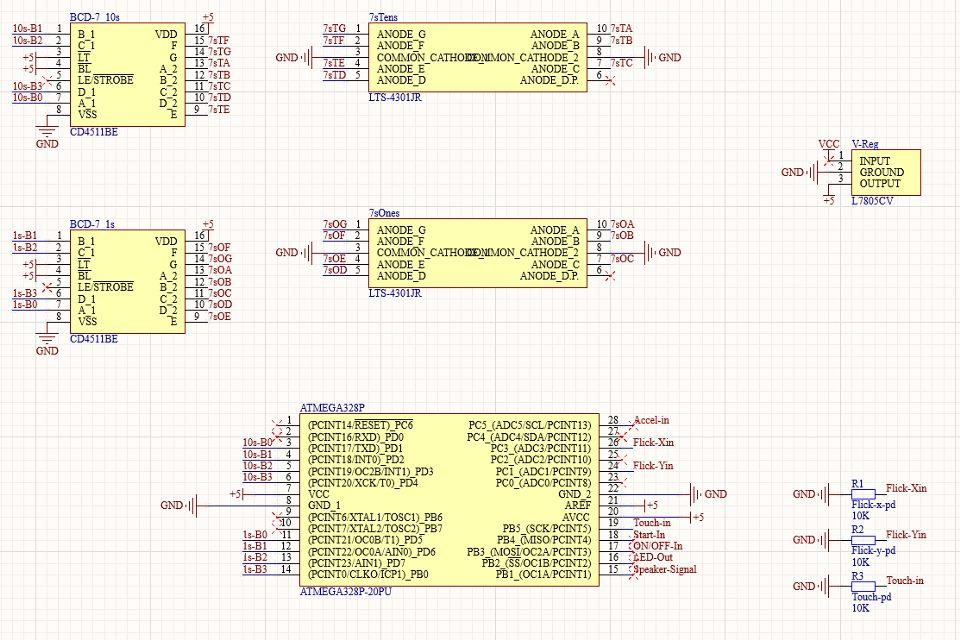 BCD-7 10s
+5
10s-B1 1 B_1 VDD 16
10s-B2 2 C_1 F 15 7sTF
3 LT G 14 7sTG
+5 4 BL A_2 13 7sTA
+5 5 LE/STROBE B_2 12 7sTB
10s-B3 6 D_1 C_2 11 7sTC
10s-B0 7 A_1 D_2 10 7sTD
8 VSS E 9 7sTE
CD4511BE
GND
7sTens
7sTG 1 ANODE_G ANODE_A 10 7sTA
7sTF 2 ANODE_F ANODE_B 9 7sTB
GND 3 COMMON_CATHODE COMMON_CATHODE_2 8 GND
7sTE 4 ANODE_E ANODE_C 7 7sTC
7sTD 5 ANODE_D ANODE_D.P. 6
LTS-4301JR
VCC V-Reg
1 INPUT
GND 2 GROUND
3 OUTPUT
+5 L7805CV
BCD-7 1s
+5
1s-B1 1 B_1 VDD 16
1s-B2 2 C_1 F 15 7sOF
3 LT G 14 7sOG
+5 4 BL A_2 13 7sOA
+5 5 LE/STROBE B_2 12 7sOB
1s-B3 6 D_1 C_2 11 7sOC
1s-B0 7 A_1 D_2 10 7sOD
8 VSS E 9 7sOE
CD4511BE
GND
7sOnes
7sOG 1 ANODE_G ANODE_A 10 7sOA
7sOF 2 ANODE_F ANODE_B 9 7sOB
GND 3 COMMON_CATHODE COMMON_CATHODE_2 8 GND
7sOE 4 ANODE_E ANODE_C 7 7sOC
7sOD 5 ANODE_D ANODE_D.P. 6
LTS-4301JR
ATMEGA328P
1 (PCINT14/RESET)_PC6 PC5_(ADC5/SCL/PCINT13) 28 Accel-in
2 (PCINT16/RXD)_PD0 PC4_(ADC4/SDA/PCINT12) 27
10s-B0 3 (PCINT17/TXD)_PD1 PC3_(ADC3/PCINT11) 26 Flick-Xin
10s-B1 4 (PCINT18/INT0)_PD2 PC2_(ADC2/PCINT10) 25
10s-B2 5 (PCINT19/OC2B/INT1)_PD3 PC1_(ADC1/PCINT9) 24 Flick-Yin
10s-B3 6 (PCINT20/XCK/T0)_PD4 PC0_(ADC0/PCINT8) 23
+5 7 VCC GND_2 22 GND
GND 8 GND_1 AREF 21 +5
9 (PCINT6/XTAL1/TOSC1)_PB6 AVCC 20 +5
10 (PCINT7/XTAL2/TOSC2)_PB7 PB5_(SCK/PCINT5) 19 Touch-in
1s-B0 11 (PCINT21/OC0B/T1)_PD5 PB4_(MISO/PCINT4) 18 Start-In
1s-B1 12 (PCINT22/OC0A/AIN0)_PD6 PB3_(MOSI/OC2A/PCINT3) 17 ON/OFF-In
1s-B2 13 (PCINT23/AIN1)_PD7 PB2_(SS/OC1B/PCINT2) 16 LED-Out
1s-B3 14 (PCINT0/CLKO/ICP1)_PB0 PB1_(OC1A/PCINT1) 15 Speaker-Signal
ATMEGA328P-20PU
R1
GND Flick-Xin
Flick-x-pd
10K
R2
GND Flick-Yin
Flick-y-pd
10K
R3
GND Touch-in
Touch-pd
10K